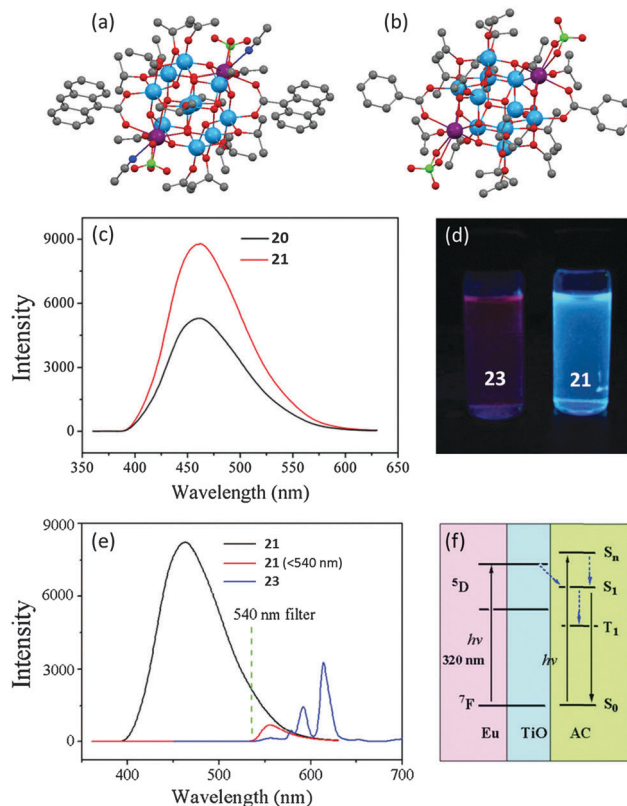 (a)
(b)
(c)
20
21
9000
6000
3000
0
Intensity
350 400 450 500 550 600 650
Wavelength (nm)
(d)
23
21
(e)
21
21 (<540 nm)
23
540 nm filter
9000
6000
3000
0
Intensity
400 500 600 700
Wavelength (nm)
(f)
Sn
5D
S1
T1
hν
320 nm
hν
7F
S0
Eu
TiO
AC